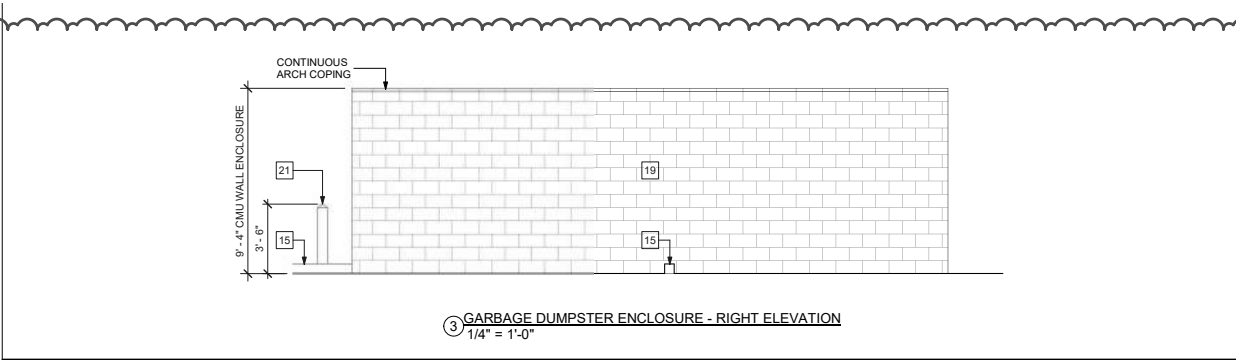 CONTINUOUS
ARCH COPING
9' - 4" CMU WALL ENCLOSURE
21
19
3' - 6"
15
15
3
GARBAGE DUMPSTER ENCLOSURE - RIGHT ELEVATION
1/4" = 1'-0"